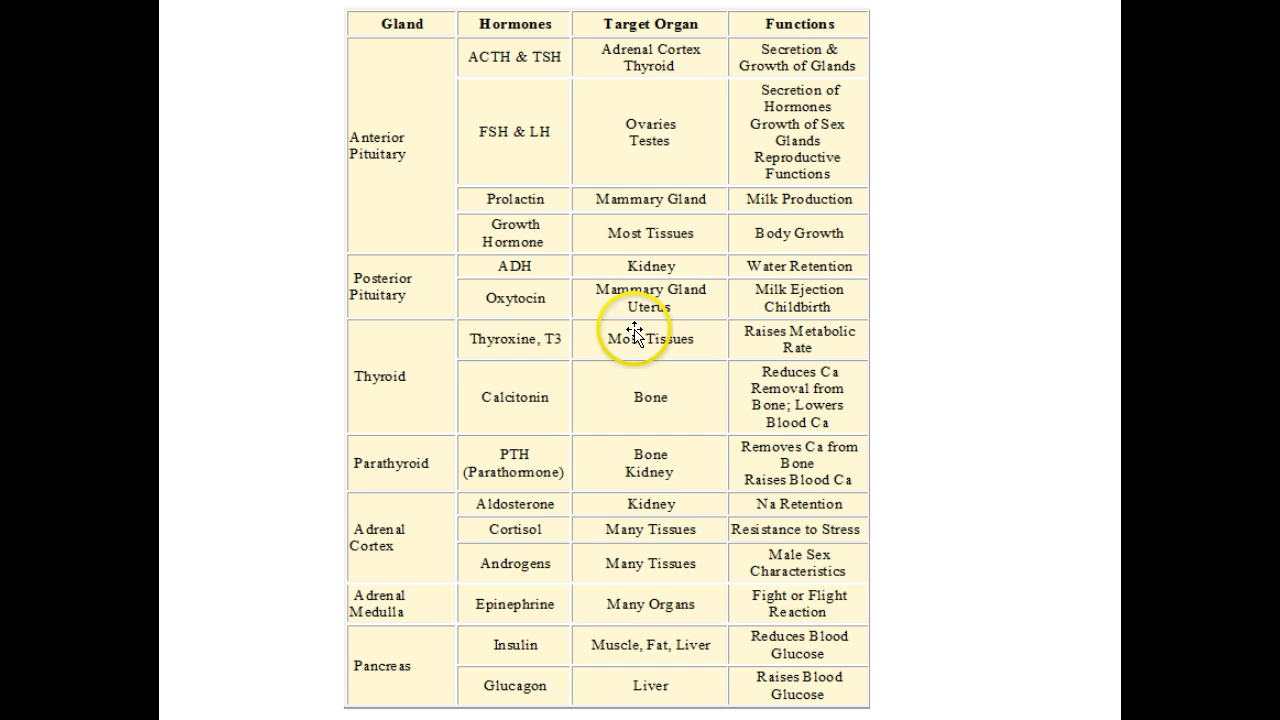 Gland Hormones Target Organ Functions
Anterior
Pituitary
ACTH & TSH
Adrenal Cortex
Thyroid
Secretion &
Growth of Glands
FSH & LH
Ovaries
Testes
Secretion of
Hormones
Growth of Sex
Glands
Reproductive
Functions
Prolactin
Mammary Gland
Milk Production
Growth
Hormone
Most Tissues
Body Growth
Posterior
Pituitary
ADH
Kidney
Water Retention
Oxytocin
Mammary Gland
Uterus
Milk Ejection
Childbirth
Thyroid
Thyroxine, T3
Most Tissues
Raises Metabolic
Rate
Calcitonin
Bone
Reduces Ca
Removal from
Bone; Lowers
Blood Ca
Parathyroid
PTH
(Parathormone)
Bone
Kidney
Removes Ca from
Bone
Raises Blood Ca
Adrenal
Cortex
Aldosterone
Kidney
Na Retention
Cortisol
Many Tissues
Resistance to Stress
Androgens
Many Tissues
Male Sex
Characteristics
Adrenal
Medulla
Epinephrine
Many Organs
Fight or Flight
Reaction
Pancreas
Insulin
Muscle, Fat, Liver
Reduces Blood
Glucose
Glucagon
Liver
Raises Blood
Glucose